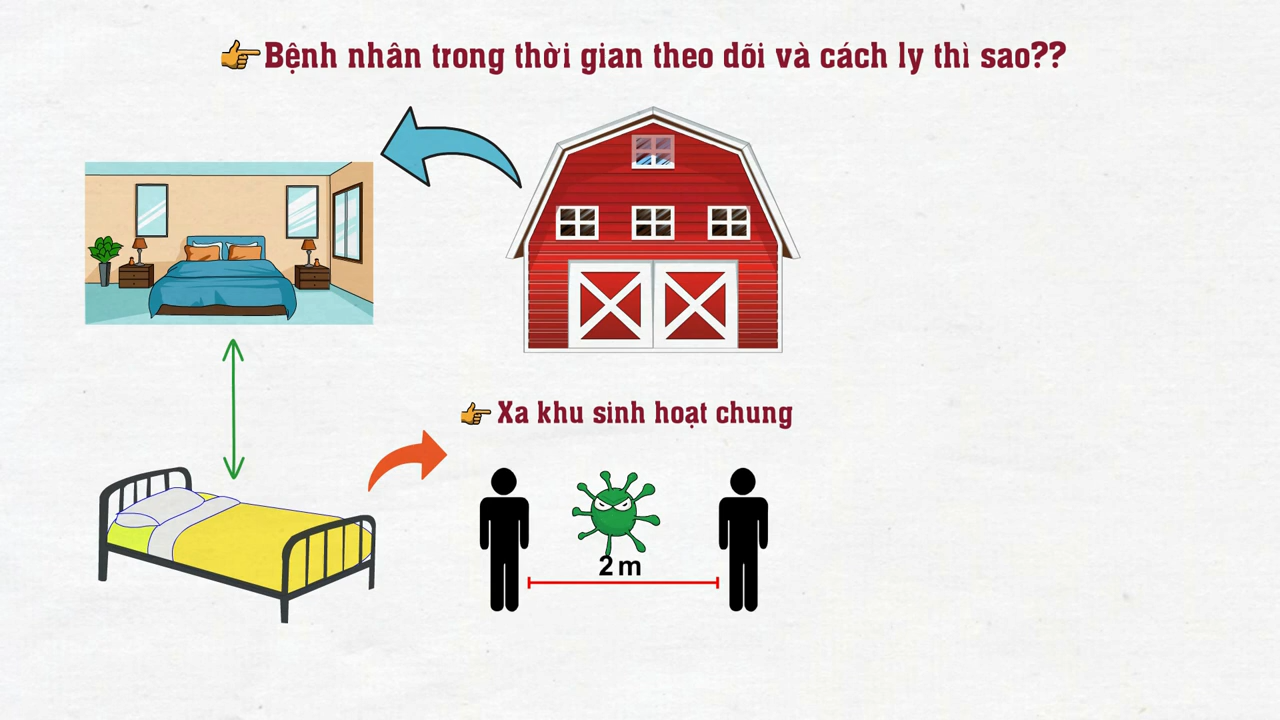 Bệnh nhân trong thời gian theo dõi và cách ly thì sao??
Xa khu sinh hoạt chung
2 m